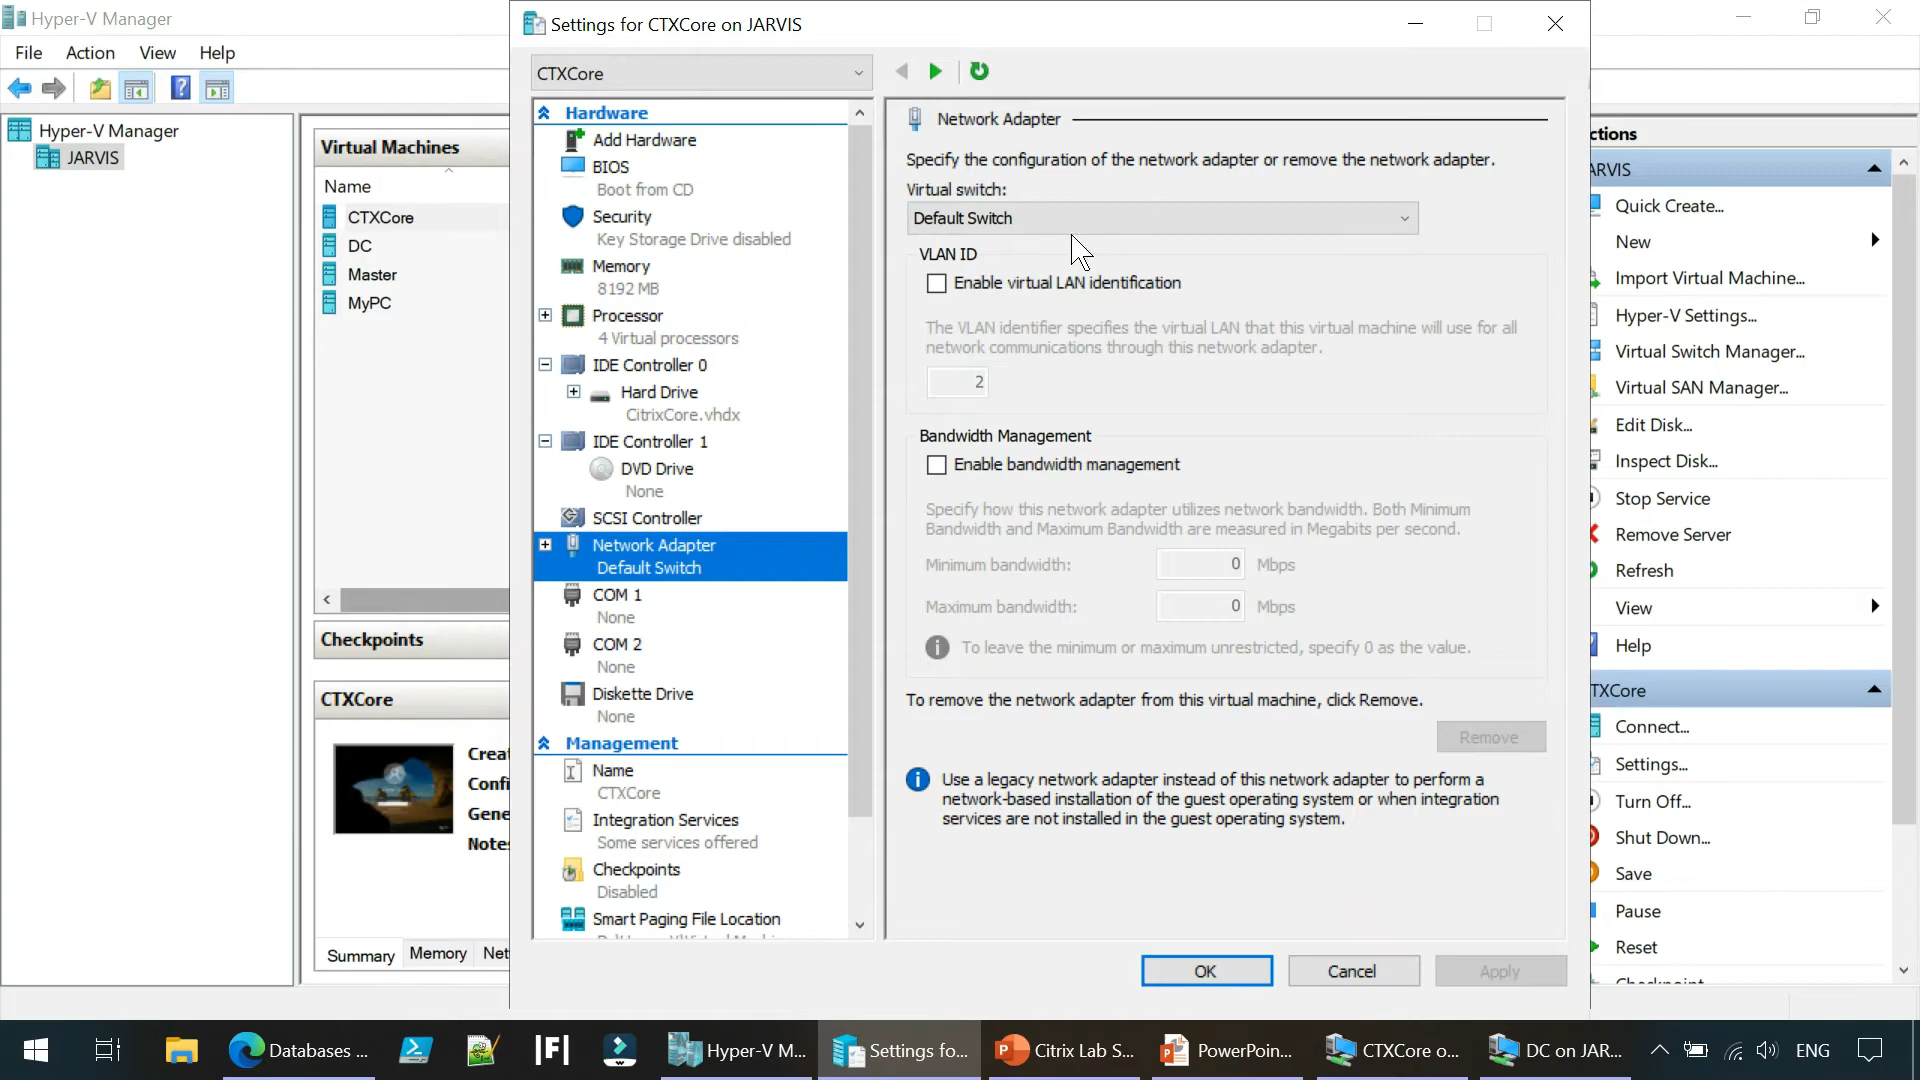 Hyper-V Manager
File Action View Help
Hyper-V Manager
JARVIS
Virtual Machines
Name
CTXCore
DC
Master
MyPC
Checkpoints
CTXCore
Creat
Confi
Gene
Notes
Summary Memory Net
Settings for CTXCore on JARVIS
CTXCore
Hardware
Add Hardware
BIOS
Boot from CD
Security
Key Storage Drive disabled
Memory
8192 MB
Processor
4 Virtual processors
IDE Controller 0
Hard Drive
CitrixCore.vhdx
IDE Controller 1
DVD Drive
None
SCSI Controller
Network Adapter
Default Switch
COM 1
None
COM 2
None
Diskette Drive
None
Management
Name
CTXCore
Integration Services
Some services offered
Checkpoints
Disabled
Smart Paging File Location
Network Adapter
Specify the configuration of the network adapter or remove the network adapter.
Virtual switch:
Default Switch
VLAN ID
Enable virtual LAN identification
The VLAN identifier specifies the virtual LAN that this virtual machine will use for all
network communications through this network adapter.
2
Bandwidth Management
Enable bandwidth management
Specify how this network adapter utilizes network bandwidth. Both Minimum
Bandwidth and Maximum Bandwidth are measured in Megabits per second.
Minimum bandwidth: 0 Mbps
Maximum bandwidth: 0 Mbps
To leave the minimum or maximum unrestricted, specify 0 as the value.
To remove the network adapter from this virtual machine, click Remove.
Remove
Use a legacy network adapter instead of this network adapter to perform a
network-based installation of the guest operating system or when integration
services are not installed in the guest operating system.
OK Cancel Apply
ctions
ARVIS
Quick Create...
New
Import Virtual Machine...
Hyper-V Settings...
Virtual Switch Manager...
Virtual SAN Manager...
Edit Disk...
Inspect Disk...
Stop Service
Remove Server
Refresh
View
Help
TXCore
Connect...
Settings...
Turn Off...
Shut Down...
Save
Pause
Reset
Checkpoint
Databases ... |F| Hyper-V M... Settings fo... Citrix Lab S... PowerPoin... CTXCore o... DC on JAR... ENG